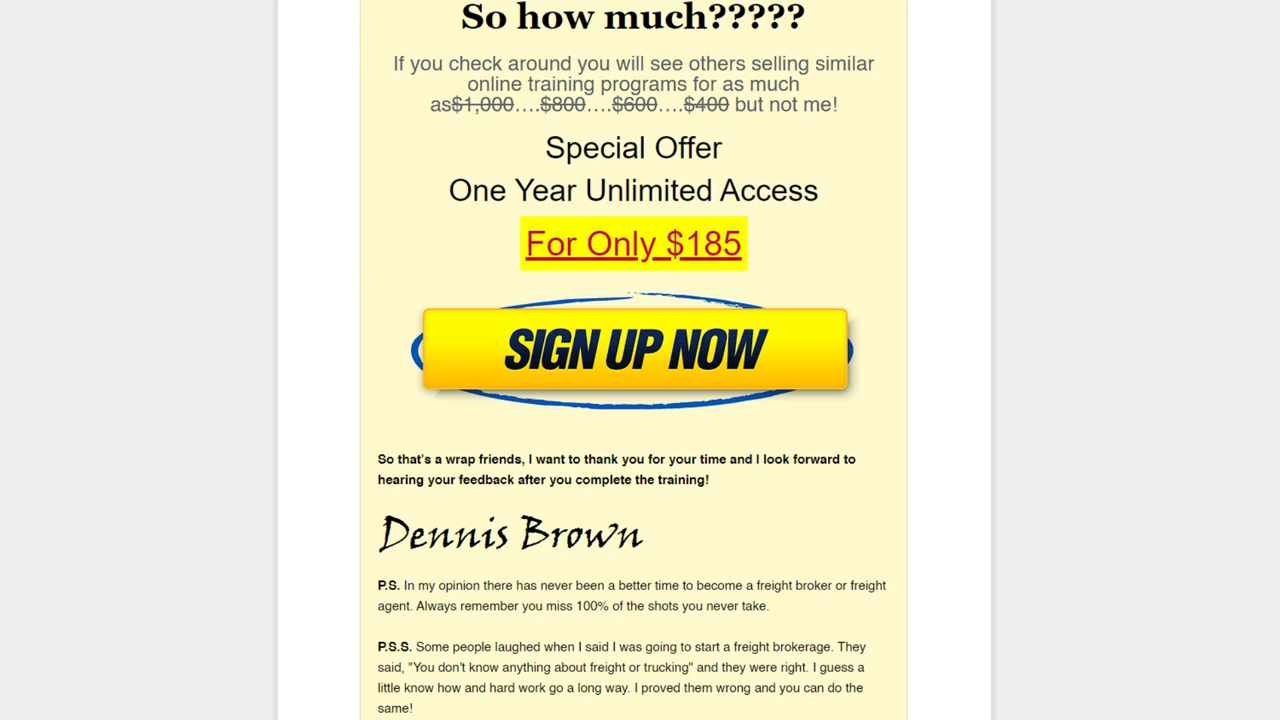 So how much?????
If you check around you will see others selling similar
online training programs for as much
as$1,000....$800....$600....$400 but not me!
Special Offer
One Year Unlimited Access
For Only $185
SIGN UP NOW
So that's a wrap friends, I want to thank you for your time and I look forward to
hearing your feedback after you complete the training!
Dennis Brown
P.S. In my opinion there has never been a better time to become a freight broker or freight
agent. Always remember you miss 100% of the shots you never take.
P.S.S. Some people laughed when I said I was going to start a freight brokerage. They
said, "You don't know anything about freight or trucking" and they were right. I guess a
little know how and hard work go a long way. I proved them wrong and you can do the
same!